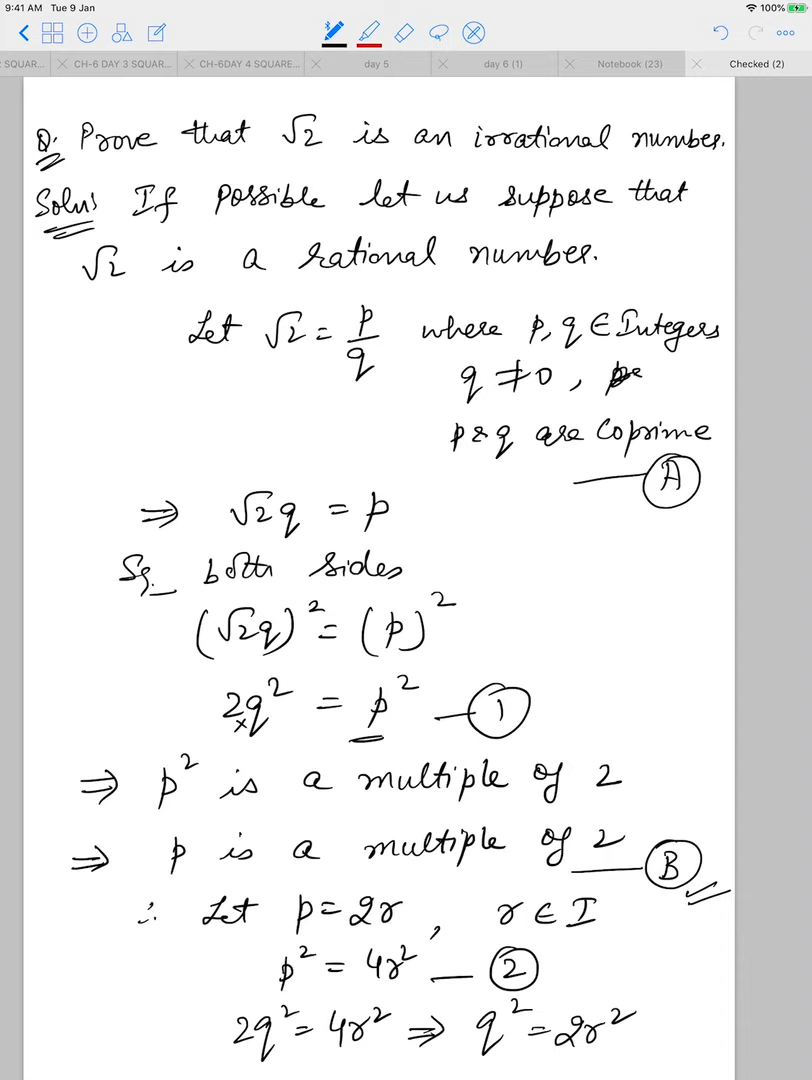 9:41 AM Tue 9 Jan 100%
SQUAR... CH-6 DAY 3 SQUAR... CH-6DAY 4 SQUARE... day 5 day 6 (1) Notebook (23) Checked (2)
Q. Prove that √2 is an irrational number.
Soln: If possible let us suppose that
√2 is a rational number.
Let √2 = p/q where p, q ∈ Integers
q ≠ 0,
p & q are Coprime
— (A)
⇒ √2q = p
Sq. both sides
(√2q)² = (p)²
2q² = p² — (1)
⇒ p² is a multiple of 2
⇒ p is a multiple of 2 — (B)
∴ Let p = 2r, r ∈ I
p² = 4r² — (2)
2q² = 4r² ⇒ q² = 2r²